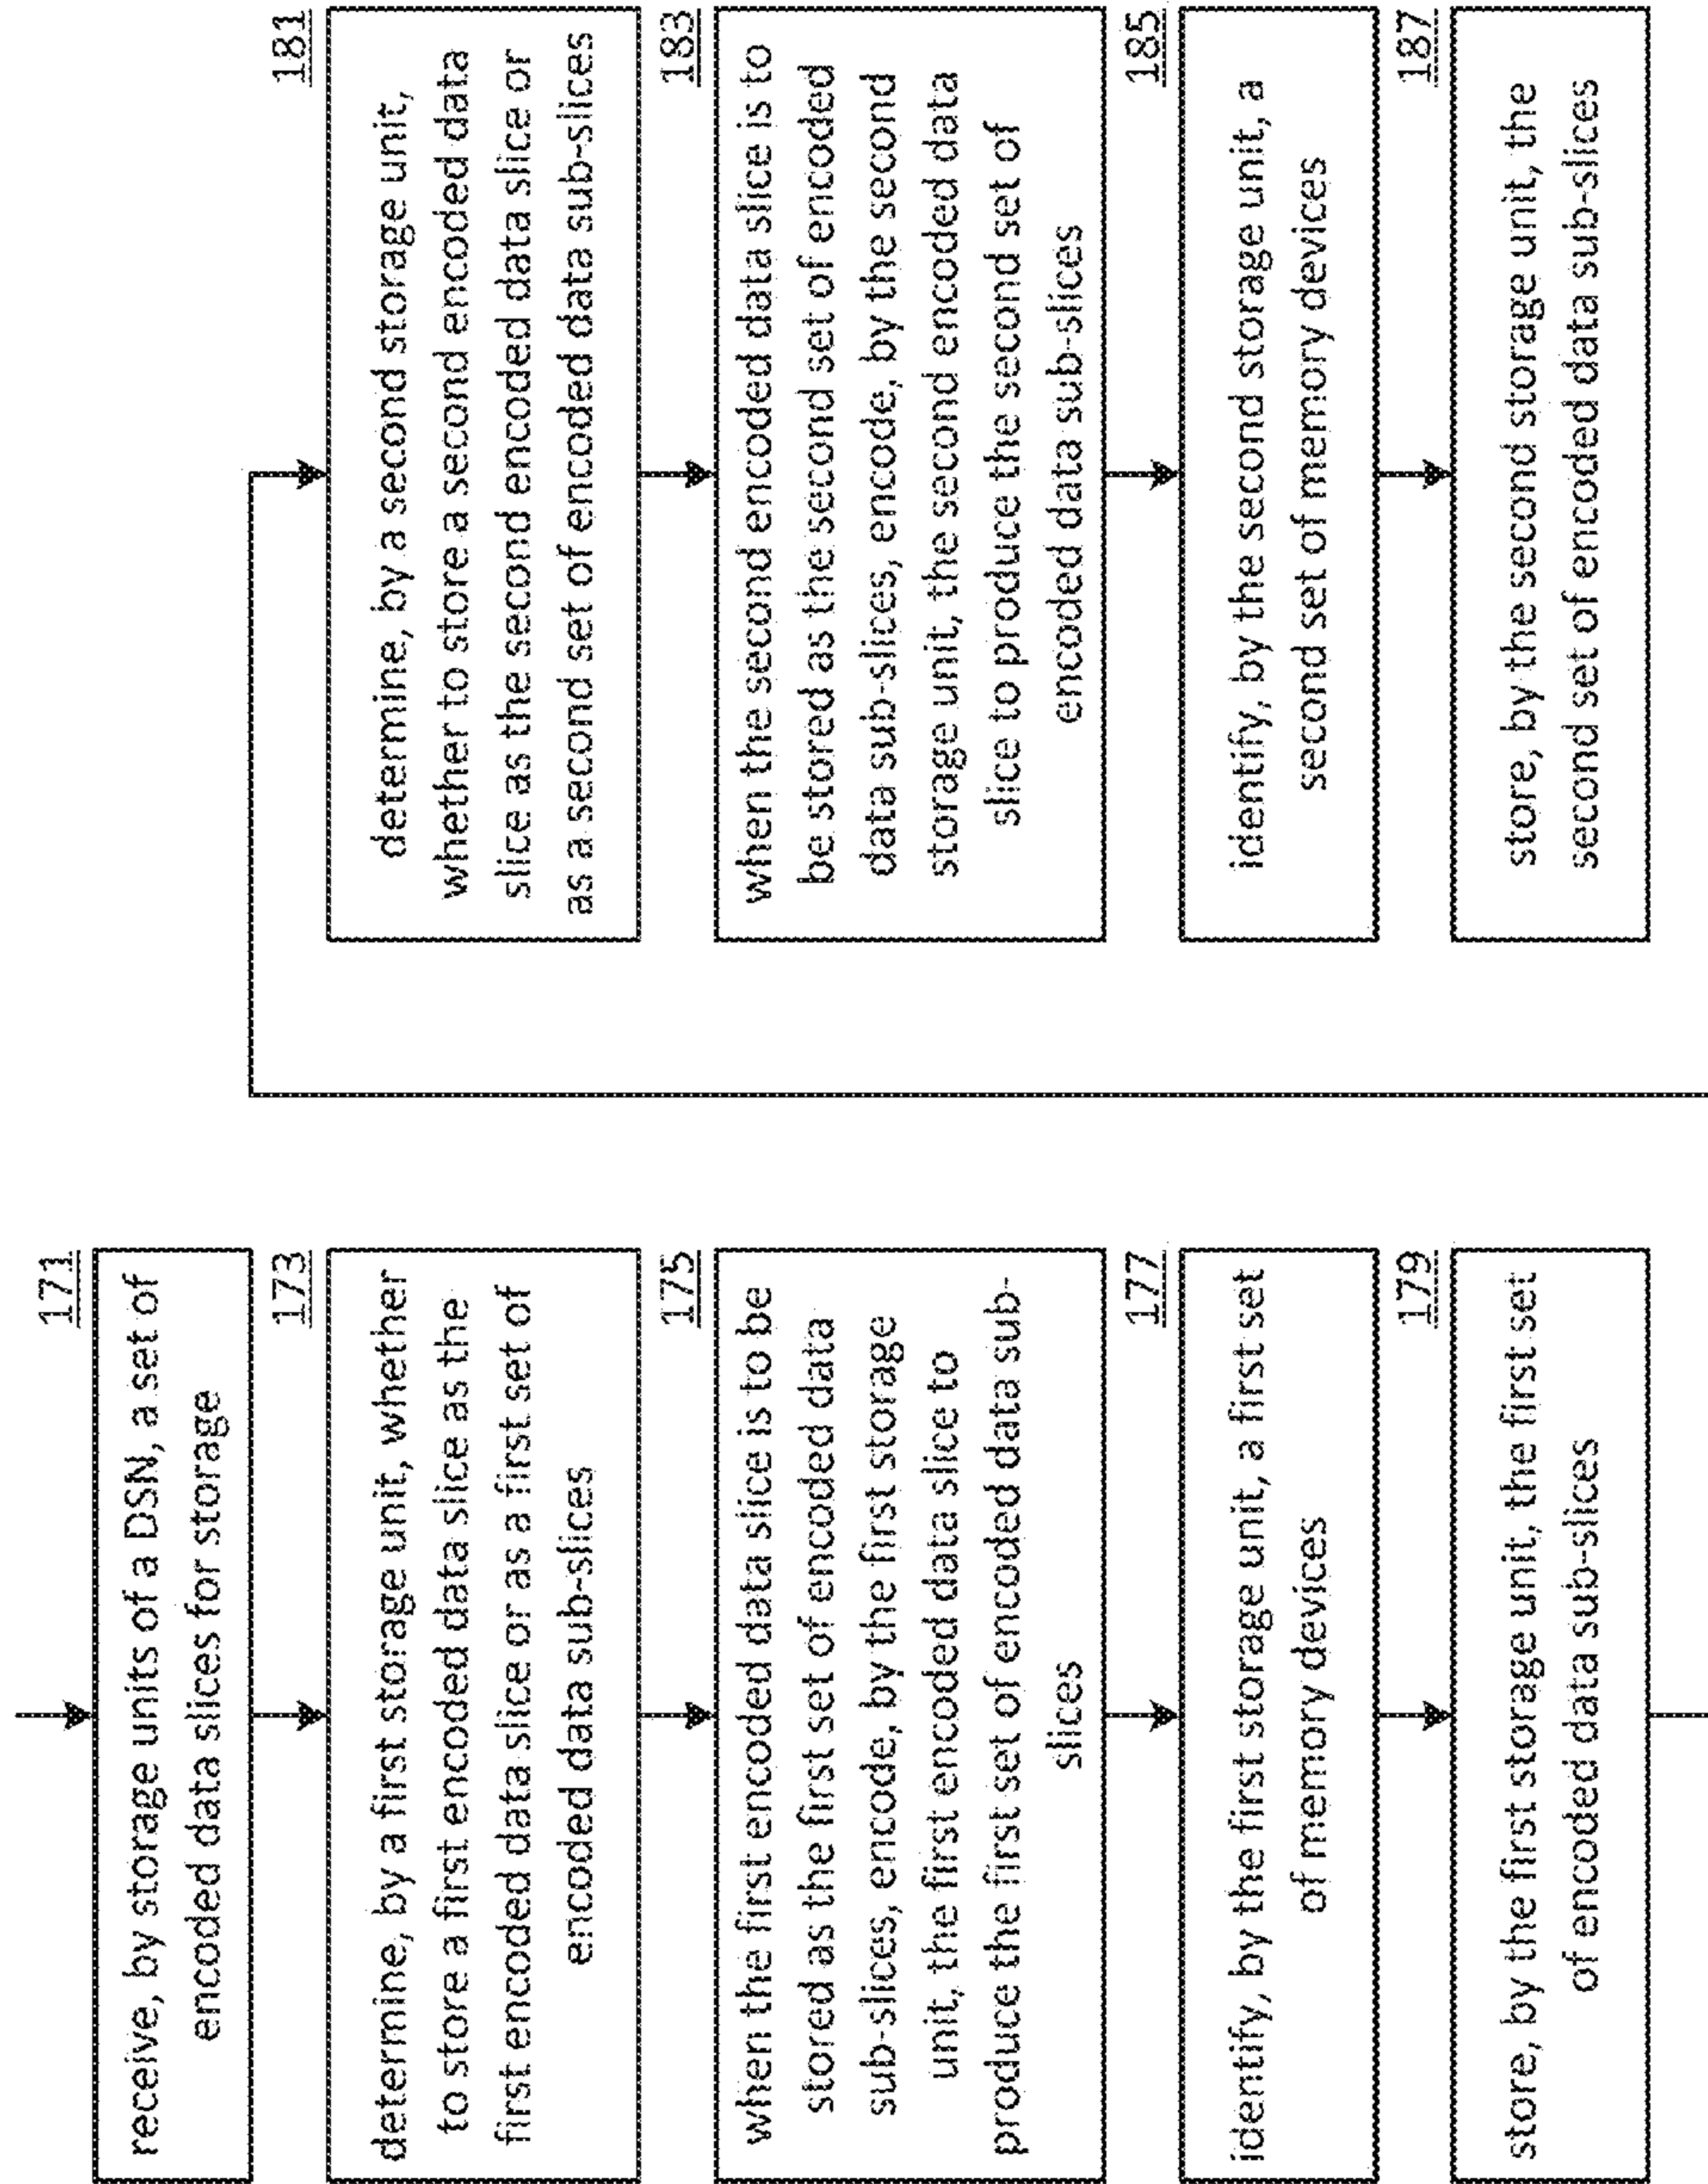 171
receive, by storage units of a DSN, a set of
encoded data slices for storage
173
determine, by a first storage unit, whether
to store a first encoded data slice as the
first encoded data slice or as a first set of
encoded data sub-slices
175
when the first encoded data slice is to be
stored as the first set of encoded data
sub-slices, encode, by the first storage
unit, the first encoded data slice to
produce the first set of encoded data sub-
slices
177
identify, by the first storage unit, a first set
of memory devices
179
store, by the first storage unit, the first set
of encoded data sub-slices
181
determine, by a second storage unit,
whether to store a second encoded data
slice as the second encoded data slice or
as a second set of encoded data sub-slices
183
when the second encoded data slice is to
be stored as the second set of encoded
data sub-slices, encode, by the second
storage unit, the second encoded data
slice to produce the second set of
encoded data sub-slices
185
identify, by the second storage unit, a
second set of memory devices
187
store, by the second storage unit, the
second set of encoded data sub-slices